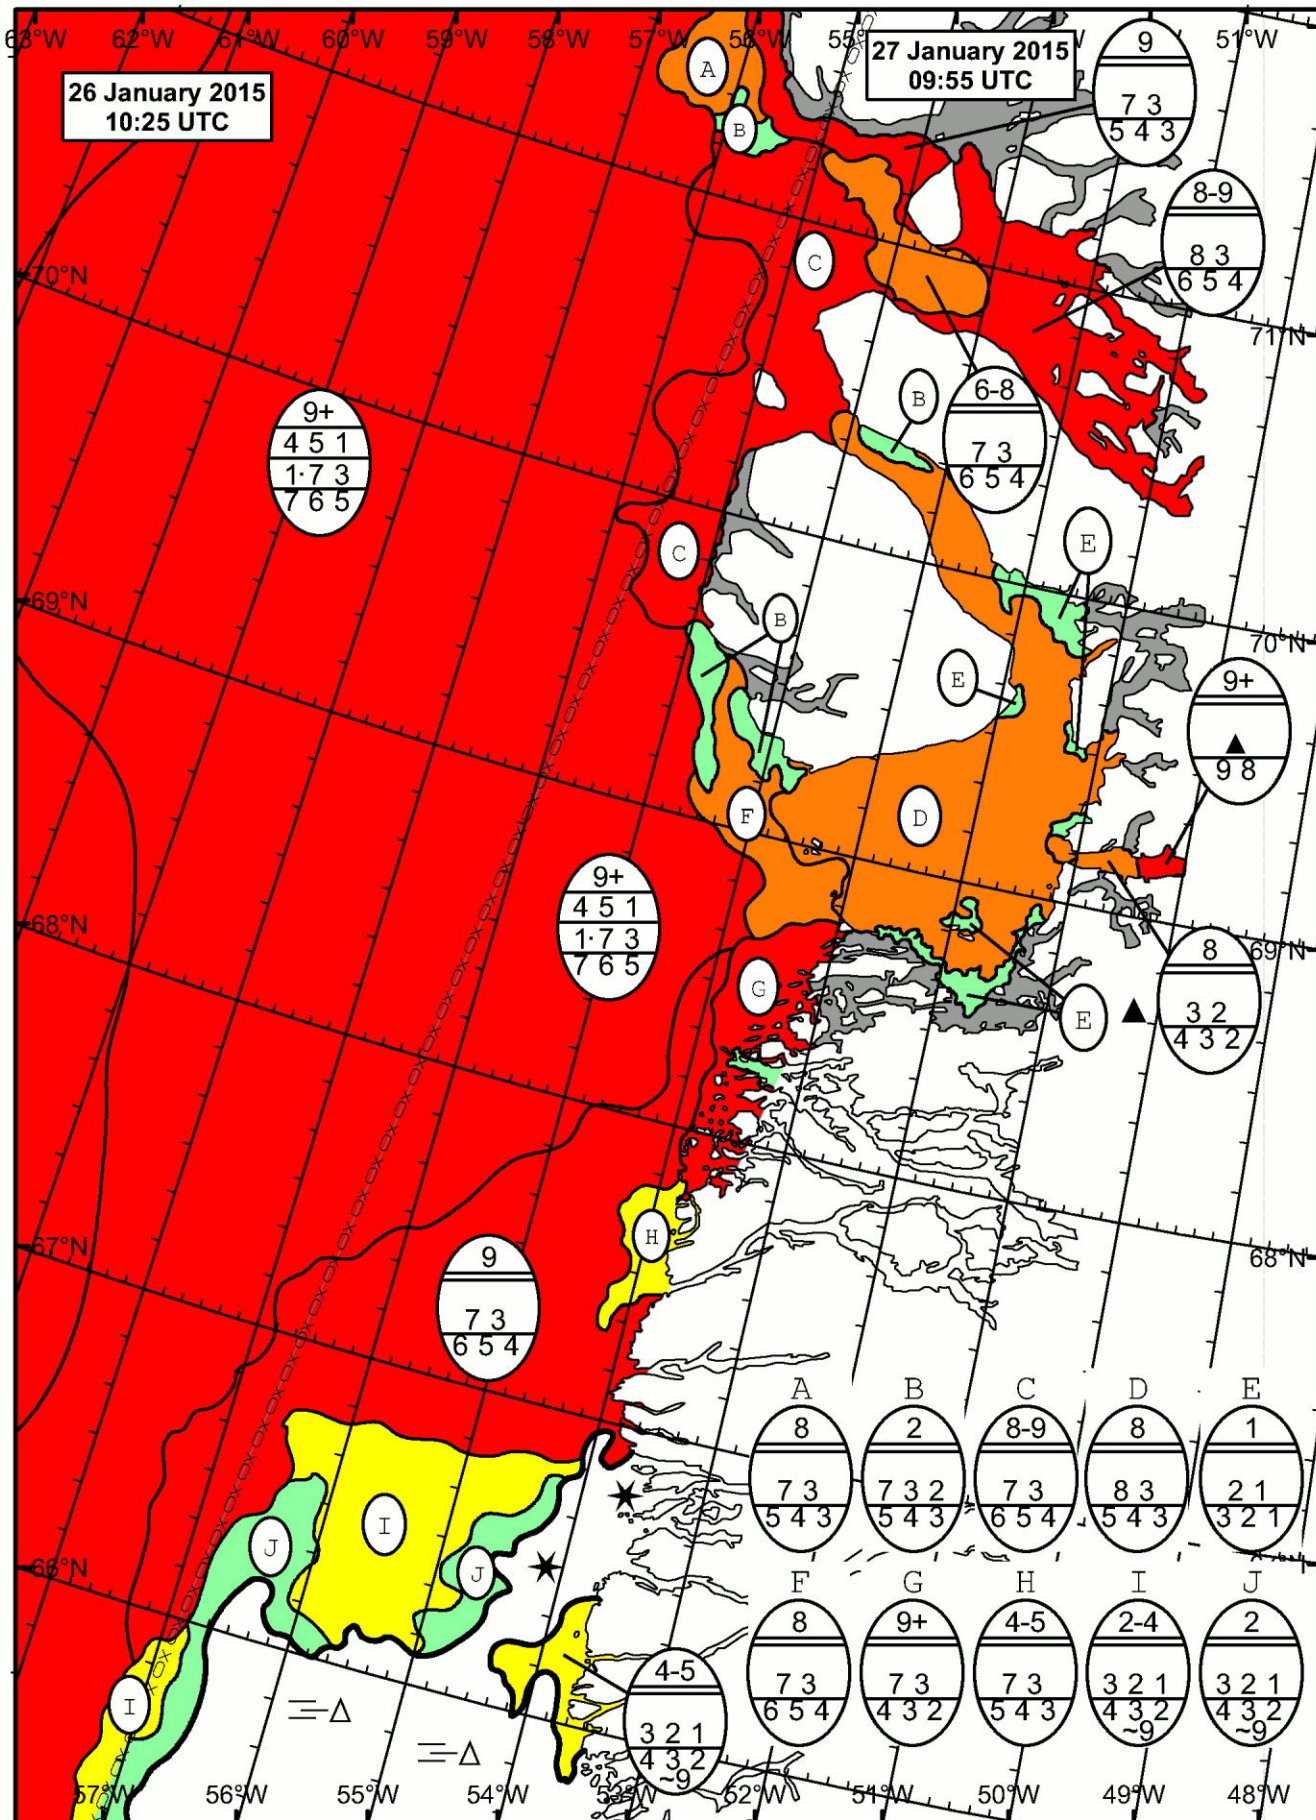 63°W 62°W 61°W 60°W 59°W 58°W 57°W 56°W 55°W 51°W
26 January 2015
10:25 UTC
27 January 2015
09:55 UTC
9
7 3
5 4 3
A
B
8-9
8 3
6 5 4
C
70°N
71°N
6-8
7 3
6 5 4
B
9+
4 5 1
1·7 3
7 6 5
C
E
69°N
B
70°N
E
9+
▲
9 8
F
D
9+
4 5 1
1·7 3
7 6 5
68°N
69°N
8
3 2
4 3 2
G
E
▲
67°N
H
68°N
9
7 3
6 5 4
A B C D E
8 2 8-9 8 1
7 3 7 3 2 7 3 8 3 2 1
5 4 3 5 4 3 6 5 4 5 4 3 3 2 1
I
J
J
66°N
F G H I J
8 9+ 4-5 2-4 2
7 3 7 3 7 3 3 2 1 3 2 1
6 5 4 4 3 2 5 4 3 4 3 2 4 3 2
~9 ~9
4-5
3 2 1
4 3 2
~9
I
57°W 56°W 55°W 54°W 53°W 52°W 51°W 50°W 49°W 48°W